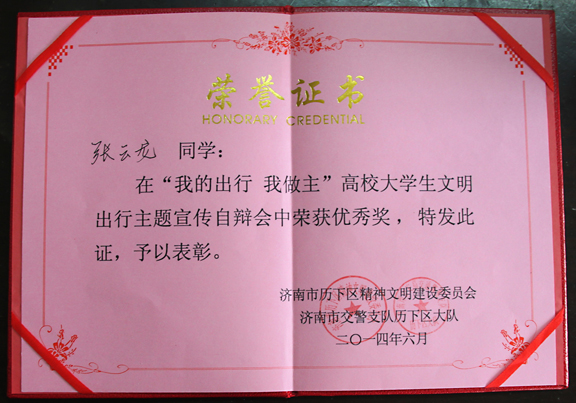 荣誉证书
HONORARY CREDENTIAL
张云龙 同学：
在“我的出行 我做主”高校大学生文明
出行主题宣传自辩会中荣获优秀奖，特发此
证，予以表彰。
济南市历下区精神文明建设委员会
济南市交警支队历下区大队
二〇一四年六月